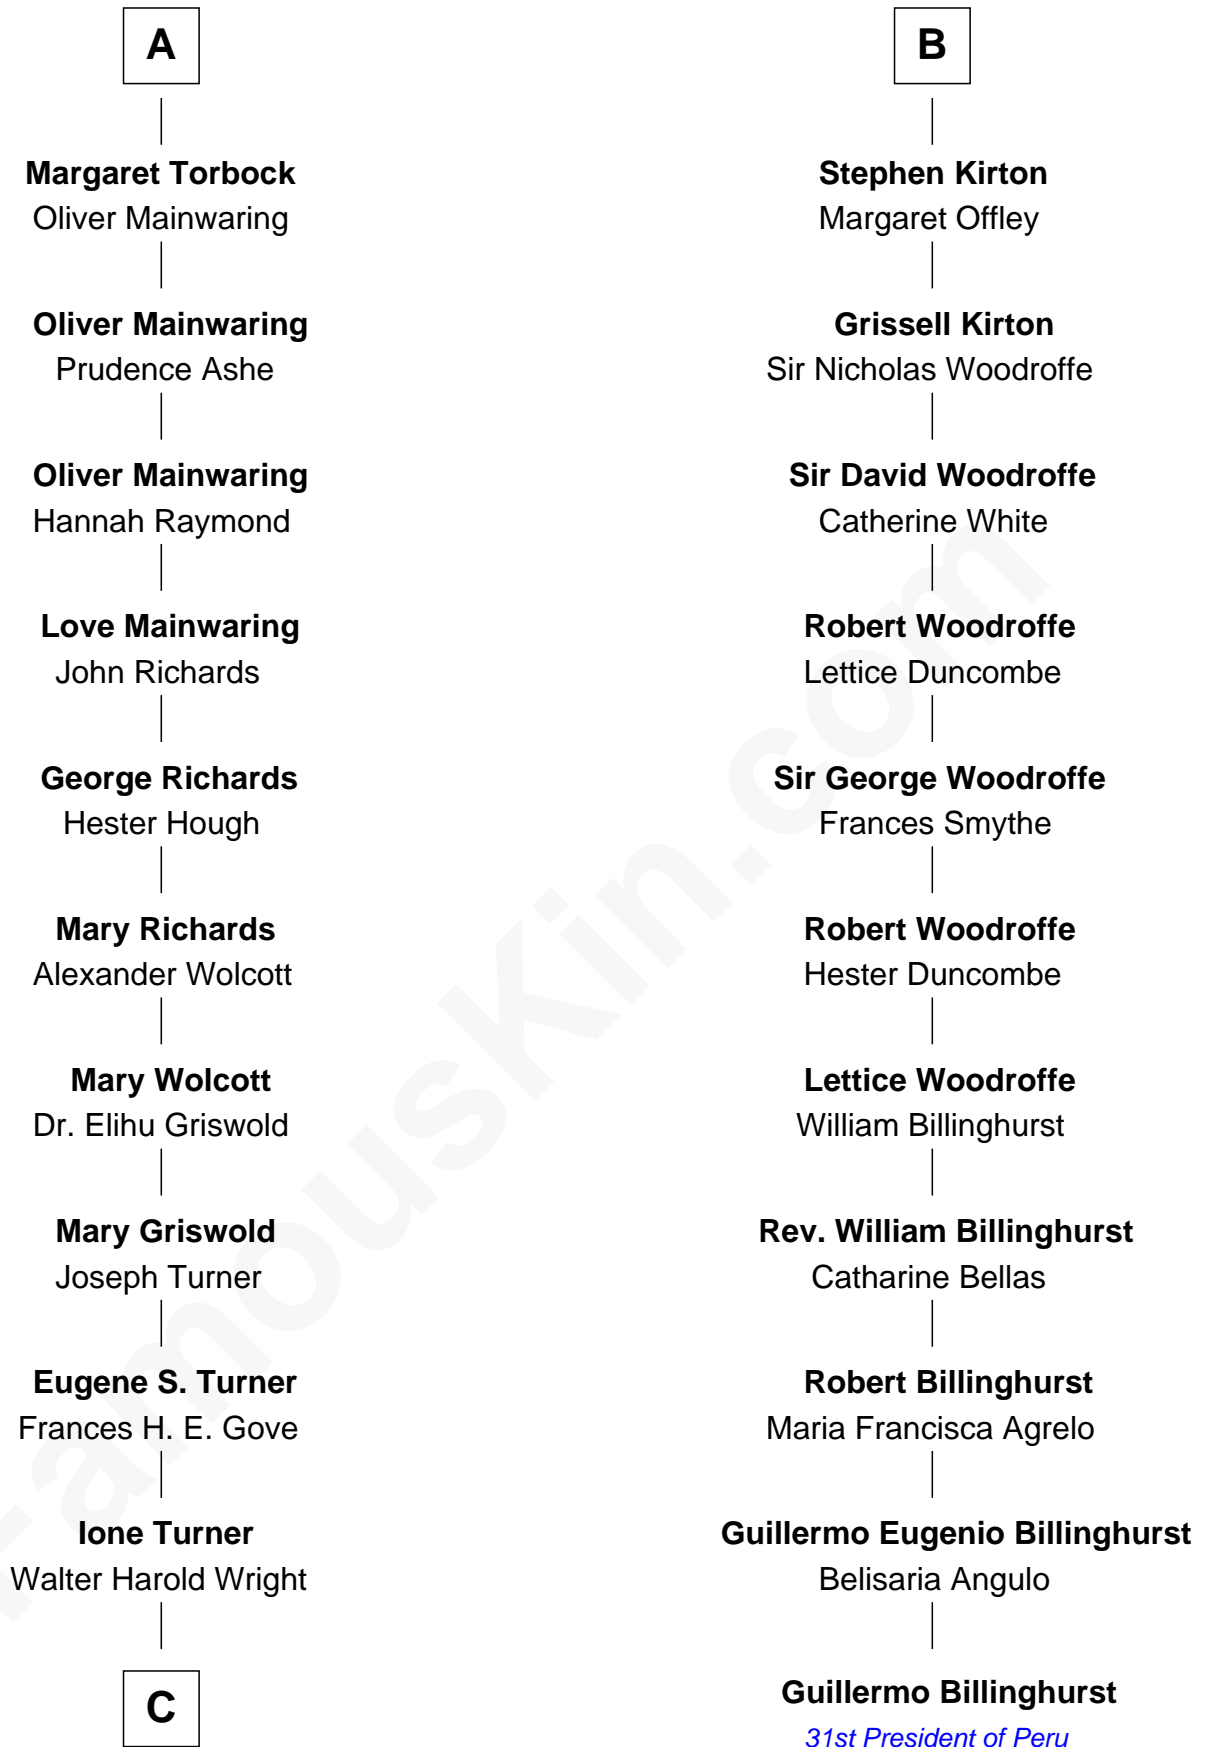 A
Margaret Torbock
Oliver Mainwaring
Oliver Mainwaring
Prudence Ashe
Oliver Mainwaring
Hannah Raymond
Love Mainwaring
John Richards
George Richards
Hester Hough
Mary Richards
Alexander Wolcott
Mary Wolcott
Dr. Elihu Griswold
Mary Griswold
Joseph Turner
Eugene S. Turner
Frances H. E. Gove
Ione Turner
Walter Harold Wright
C
B
Stephen Kirton
Margaret Offley
Grissell Kirton
Sir Nicholas Woodroffe
Sir David Woodroffe
Catherine White
Robert Woodroffe
Lettice Duncombe
Sir George Woodroffe
Frances Smythe
Robert Woodroffe
Hester Duncombe
Lettice Woodroffe
William Billinghurst
Rev. William Billinghurst
Catharine Bellas
Robert Billinghurst
Maria Francisca Agrelo
Guillermo Eugenio Billinghurst
Belisaria Angulo
Guillermo Billinghurst
31st President of Peru
FamousKin.com